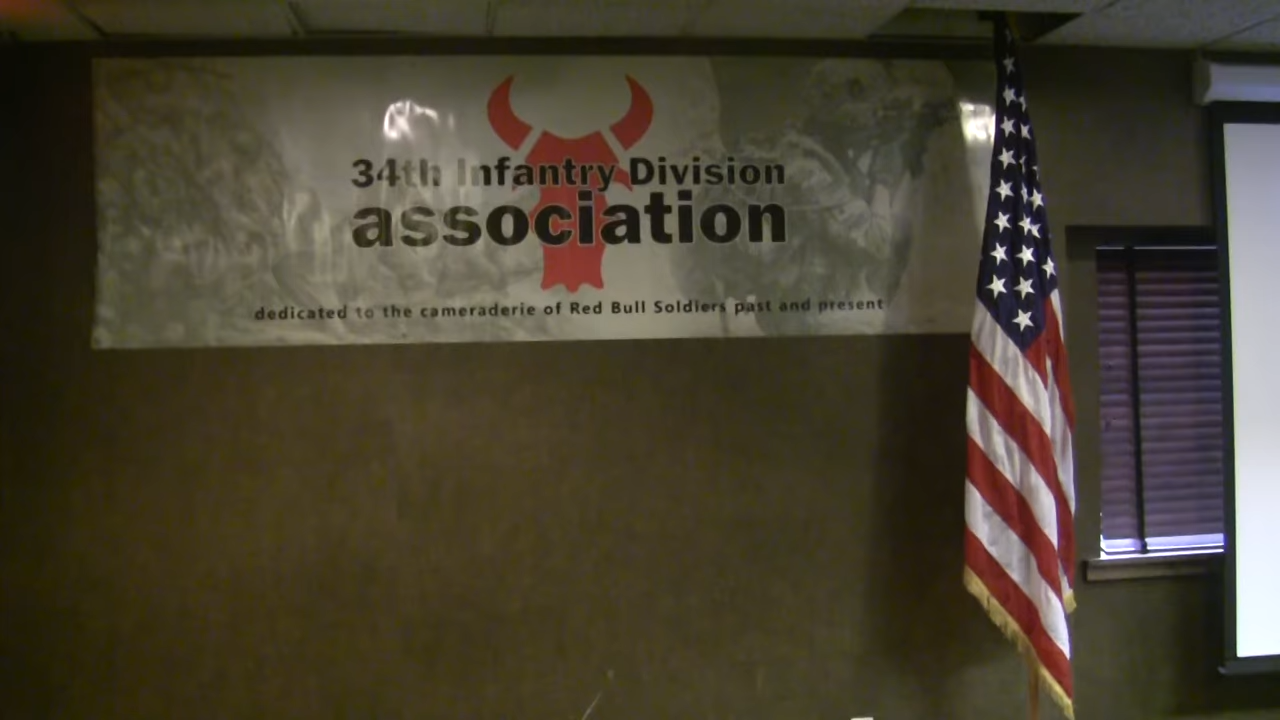 34th Infantry Division
association
dedicated to the cameraderie of Red Bull Soldiers past and present